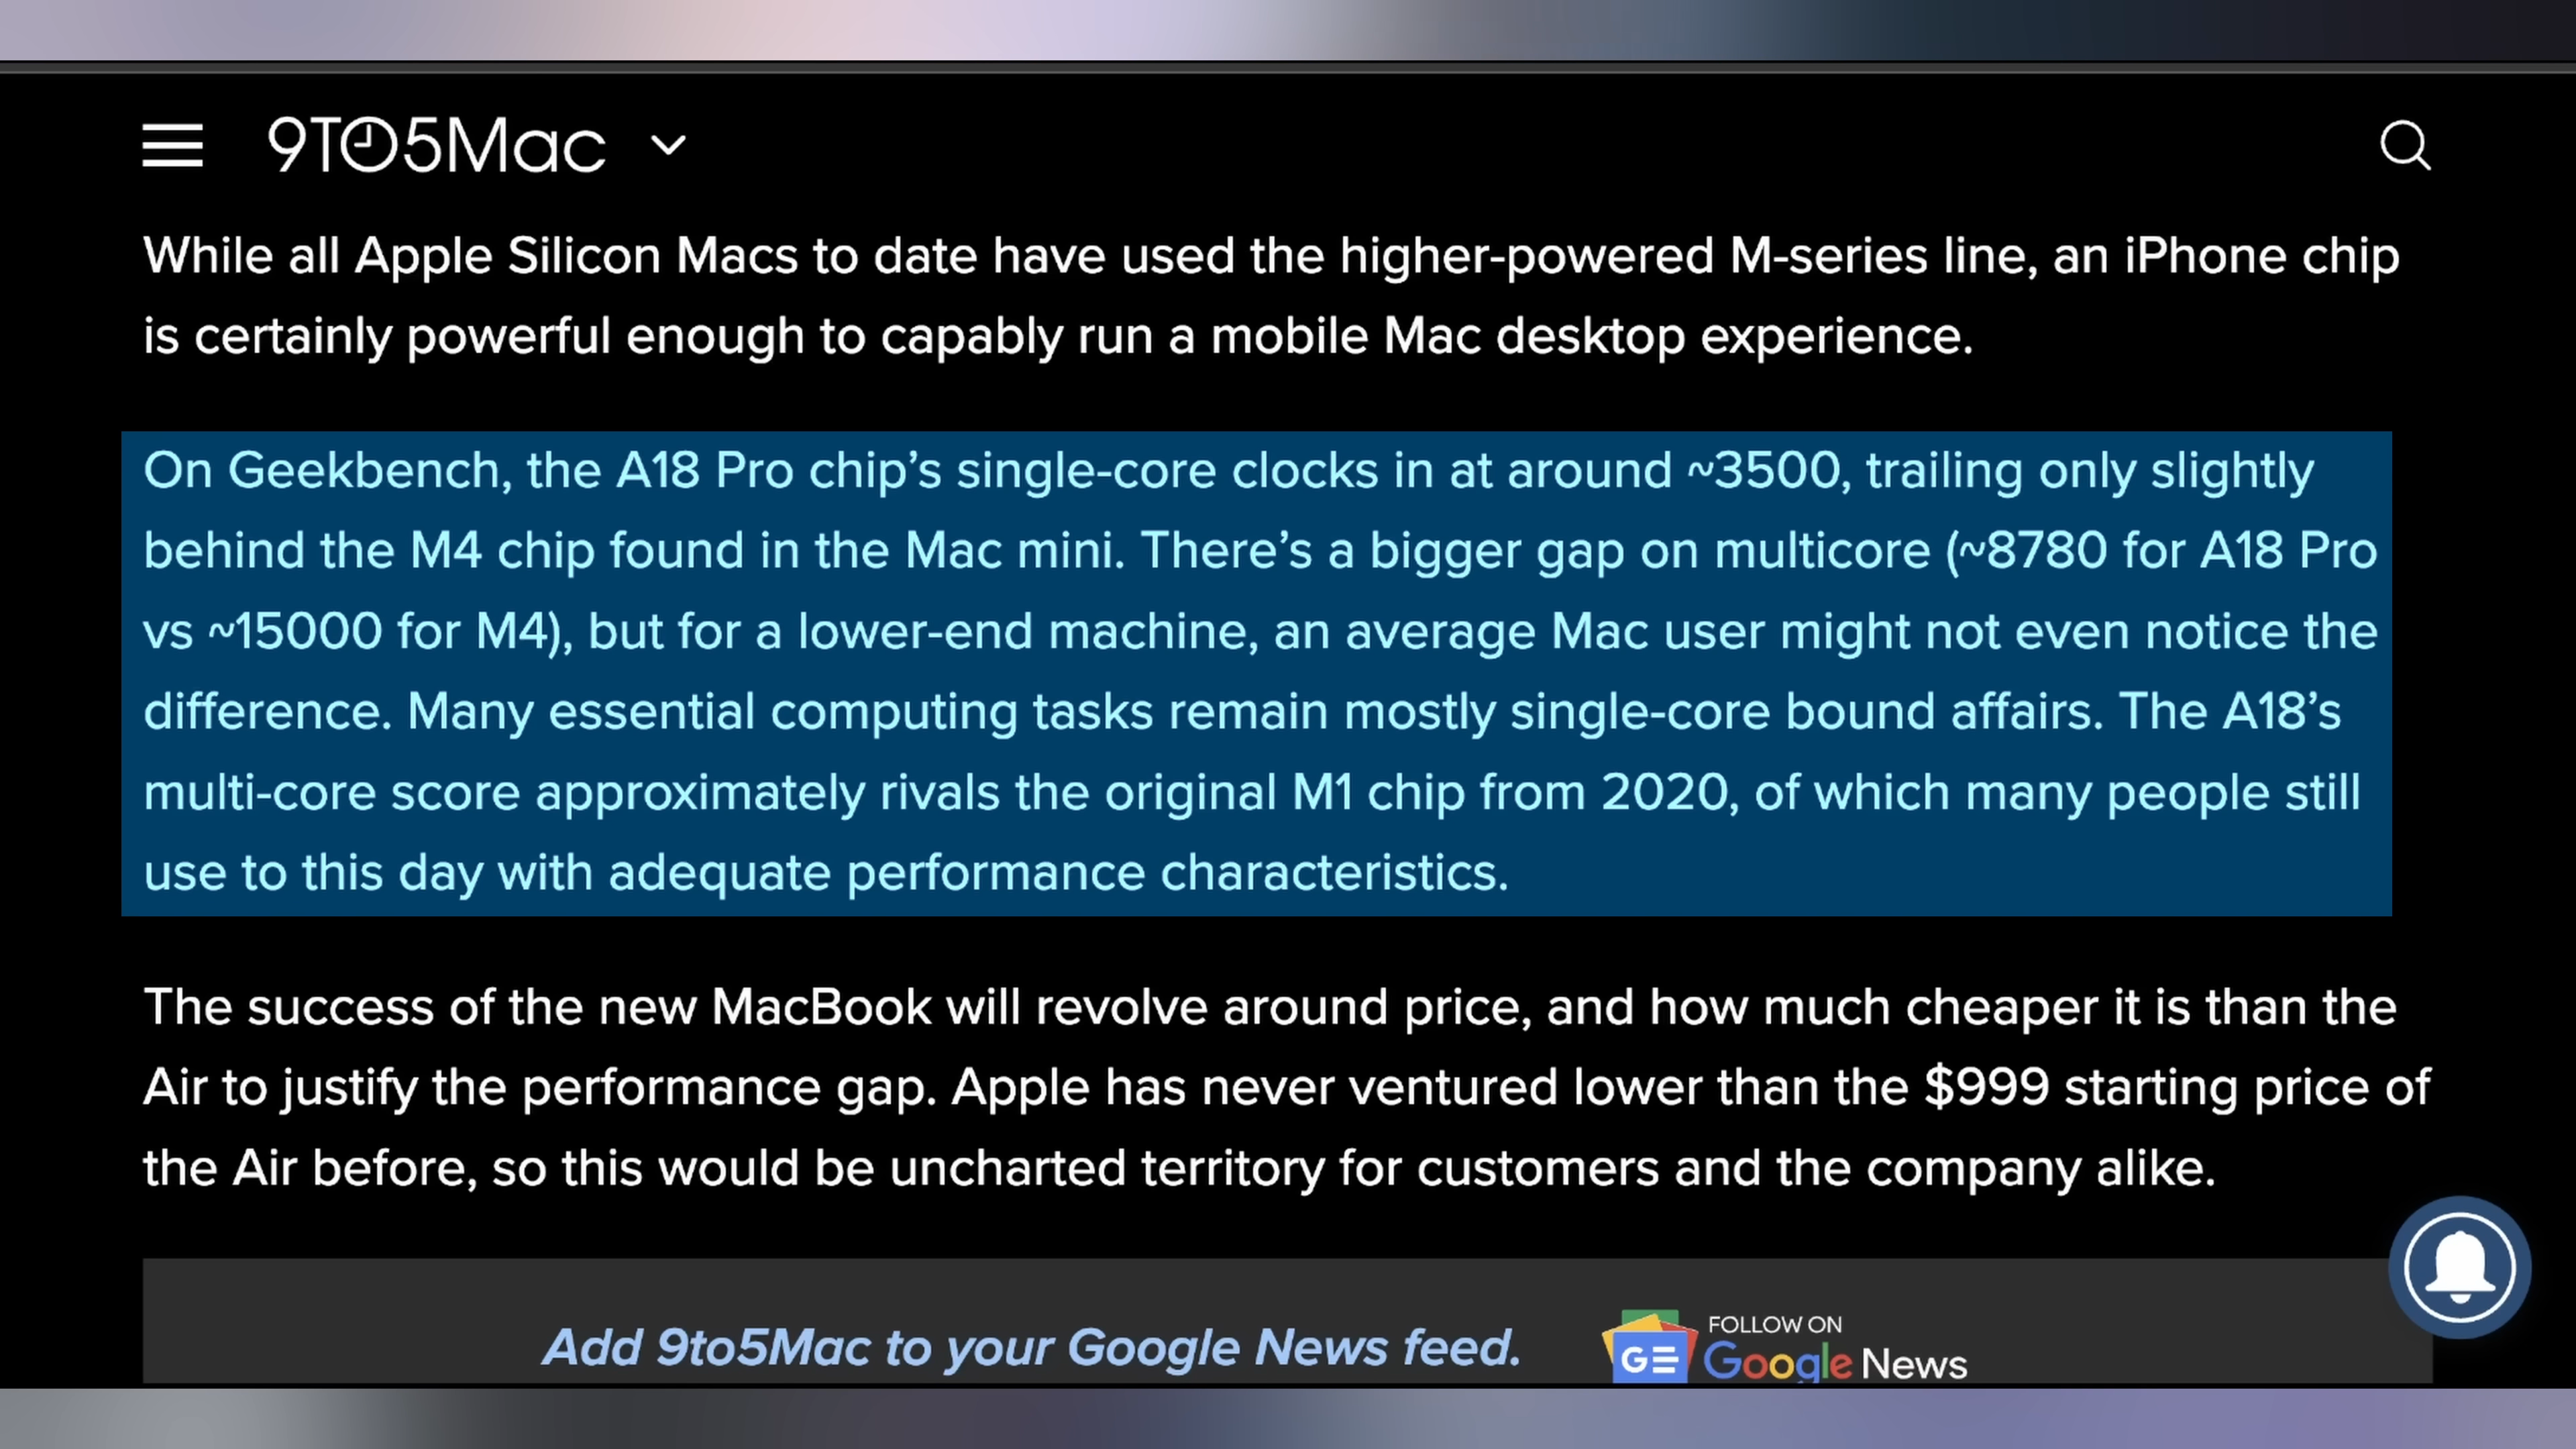 9TO5Mac
While all Apple Silicon Macs to date have used the higher-powered M-series line, an iPhone chip
is certainly powerful enough to capably run a mobile Mac desktop experience.
On Geekbench, the A18 Pro chip’s single-core clocks in at around ~3500, trailing only slightly
behind the M4 chip found in the Mac mini. There’s a bigger gap on multicore (~8780 for A18 Pro
vs ~15000 for M4), but for a lower-end machine, an average Mac user might not even notice the
difference. Many essential computing tasks remain mostly single-core bound affairs. The A18’s
multi-core score approximately rivals the original M1 chip from 2020, of which many people still
use to this day with adequate performance characteristics.
The success of the new MacBook will revolve around price, and how much cheaper it is than the
Air to justify the performance gap. Apple has never ventured lower than the $999 starting price of
the Air before, so this would be uncharted territory for customers and the company alike.
Add 9to5Mac to your Google News feed.
FOLLOW ON
GE Google News